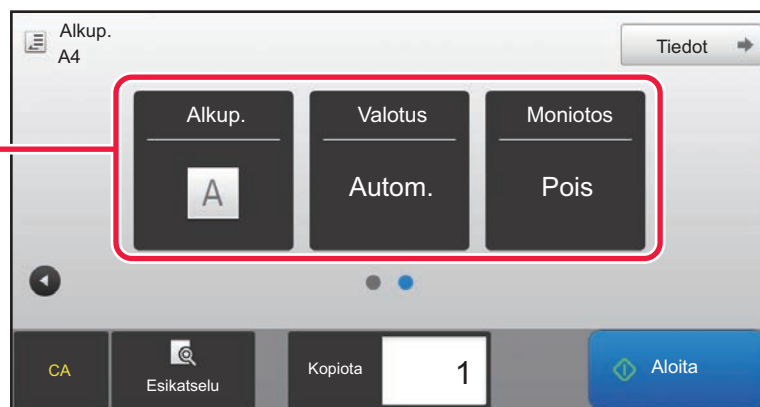 Alkup.
A4
Tiedot
Alkup.
Valotus
Moniotos
A
Autom.
Pois
CA
Esikatselu
Kopiota
1
Aloita